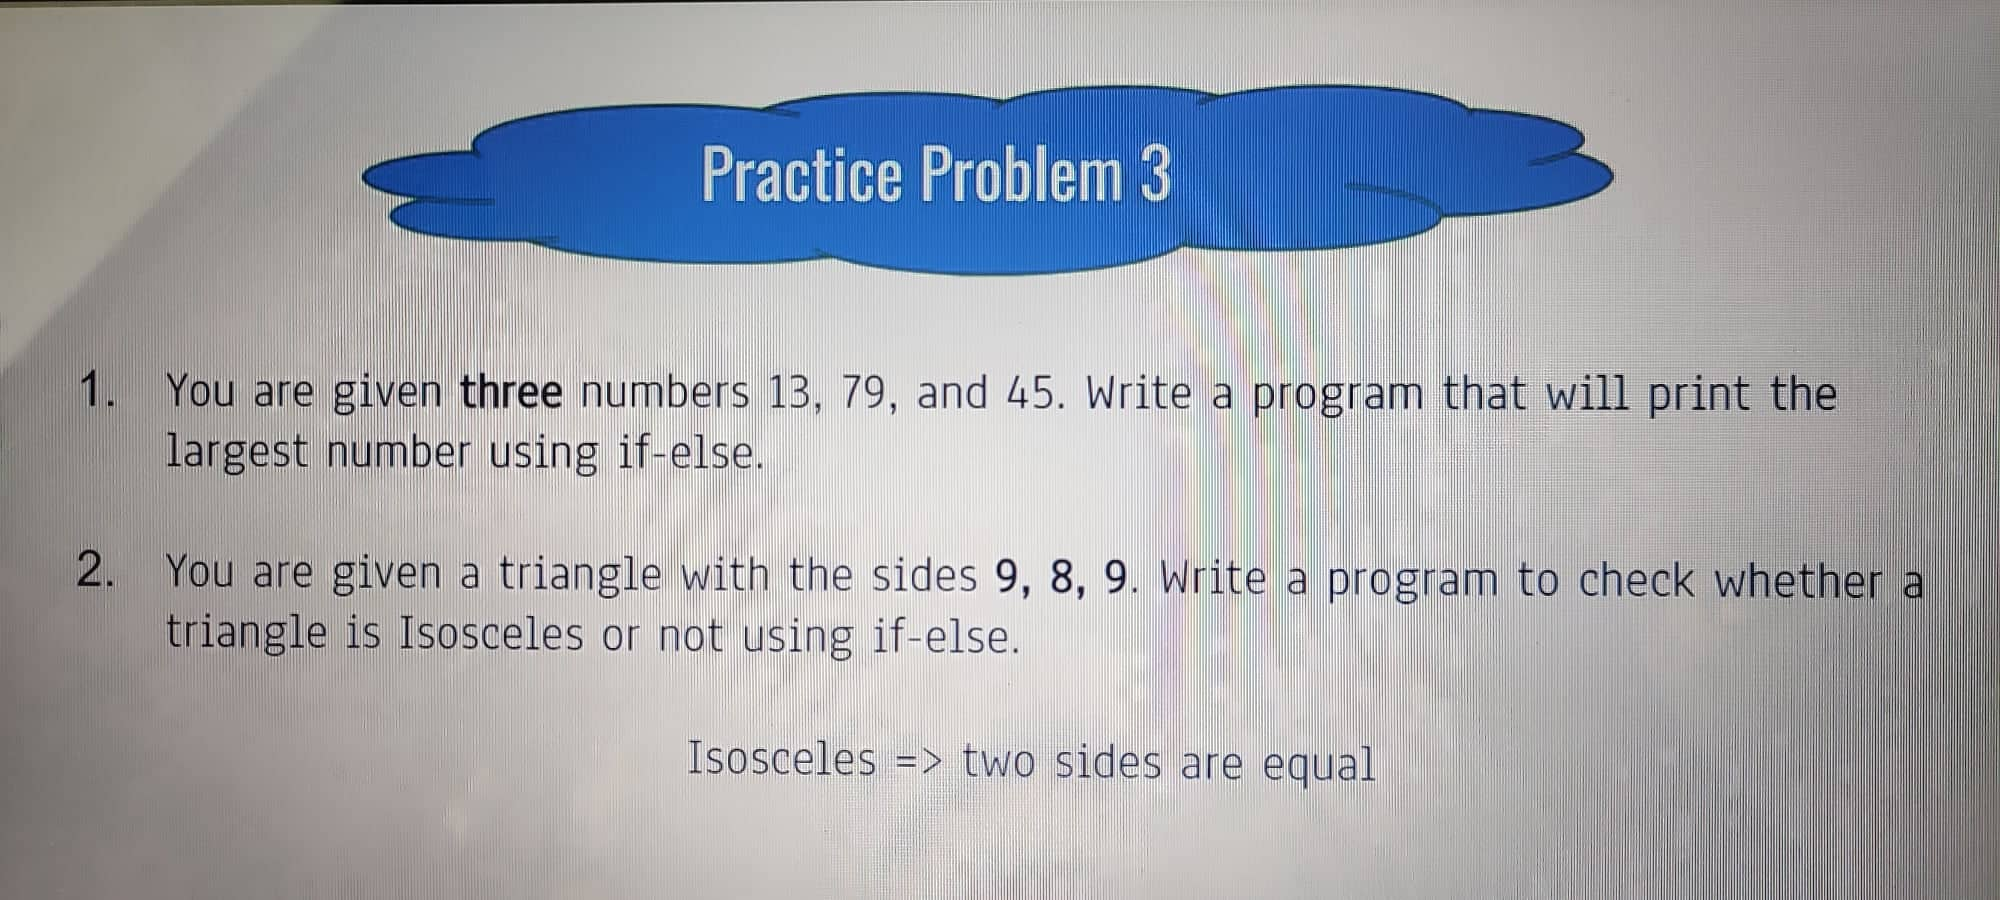 Practice Problem 3
1. You are given three numbers 13, 79, and 45. Write a program that will print the
largest number using if-else.
2. You are given a triangle with the sides 9, 8, 9. Write a program to check whether a
triangle is Isosceles or not using if-else.
Isosceles => two sides are equal